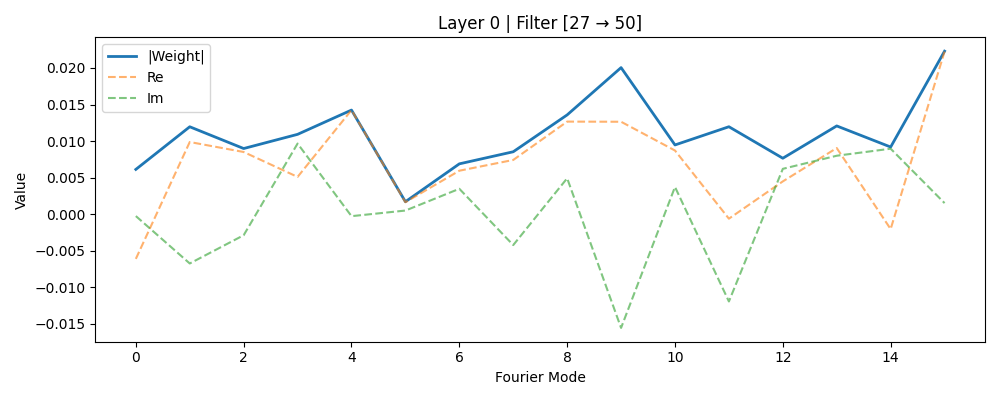 Layer 0 | Filter [27 → 50]
|Weight|
Re
Im
Value
0.020
0.015
0.010
0.005
0.000
−0.005
−0.010
−0.015
0 2 4 6 8 10 12 14
Fourier Mode